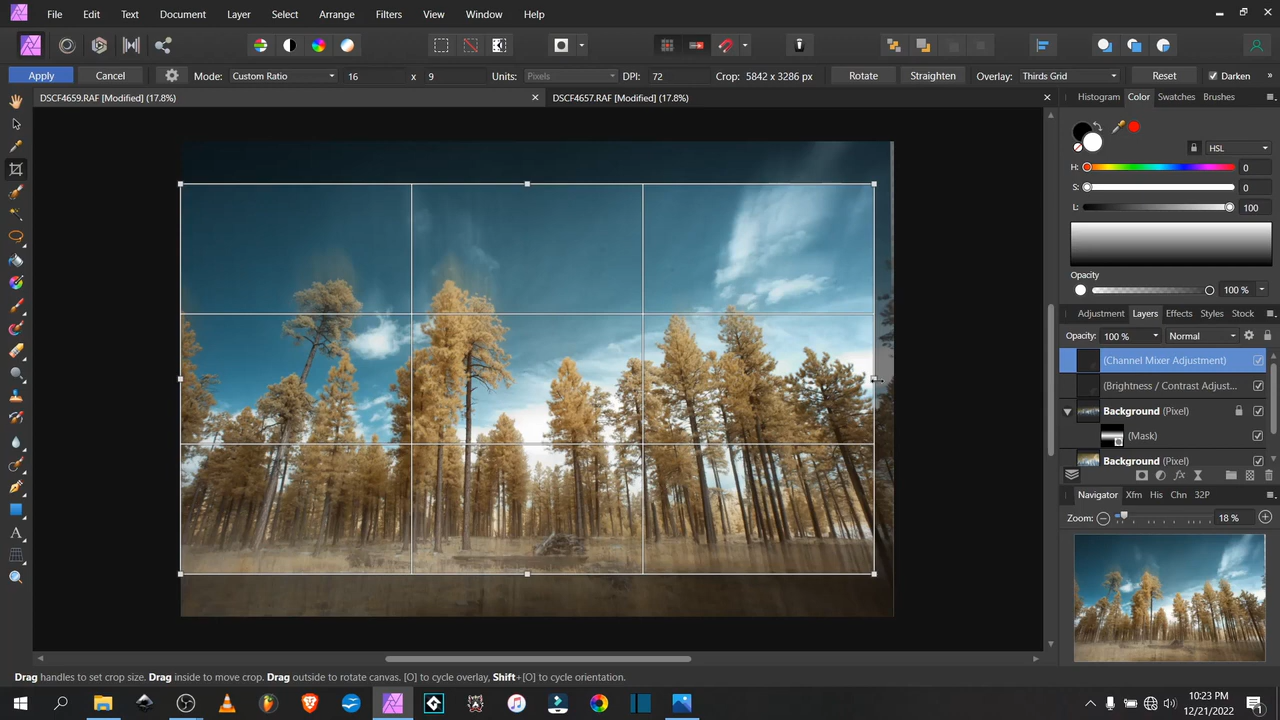 File Edit Text Document Layer Select Arrange Filters View Window Help
Apply Cancel Mode: Custom Ratio 16 x 9 Units: Pixels DPI: 72 Crop: 5842 x 3286 px Rotate Straighten Overlay: Thirds Grid Reset Darken »
DSCF4659.RAF [Modified] (17.8%) DSCF4657.RAF [Modified] (17.8%)
Histogram Color Swatches Brushes
HSL
H: 0
S: 0
L: 100
Opacity
100 %
Adjustment Layers Effects Styles Stock
Opacity: 100 % Normal
(Channel Mixer Adjustment)
(Brightness / Contrast Adjust...
Background (Pixel)
(Mask)
Background (Pixel)
Navigator Xfm His Chn 32P
Zoom: 18 %
Drag handles to set crop size. Drag inside to move crop. Drag outside to rotate canvas. [O] to cycle overlay, Shift+[O] to cycle orientation.
10:23 PM
12/21/2022
1